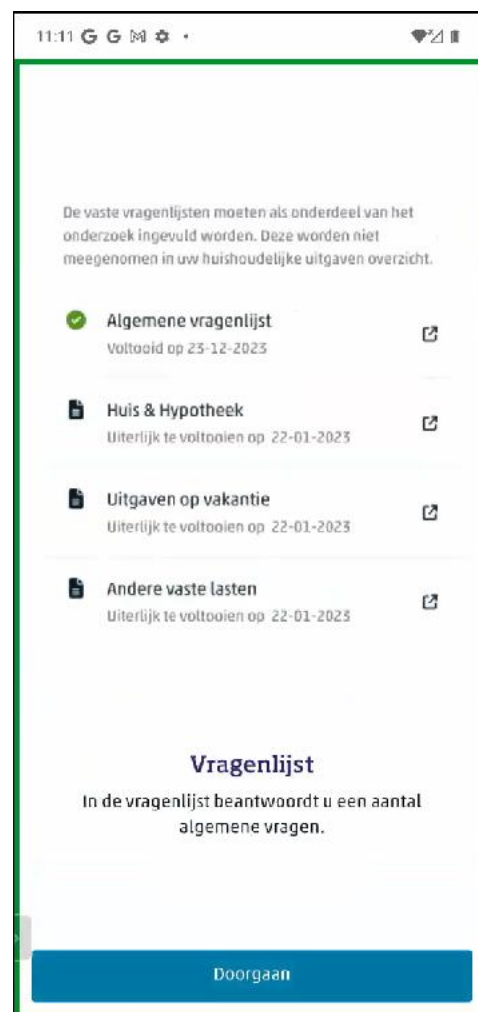 11:11 G G M
De vaste vragenlijsten moeten als onderdeel van het
onderzoek ingevuld worden. Deze worden niet
meegenomen in uw huishoudelijke uitgaven overzicht.
Algemene vragenlijst
Voltooid op 23-12-2023
Huis & Hypotheek
Uiterlijk te voltooien op 22-01-2023
Uitgaven op vakantie
Uiterlijk te voltooien op 22-01-2023
Andere vaste lasten
Uiterlijk te voltooien op 22-01-2023
Vragenlijst
In de vragenlijst beantwoordt u een aantal
algemene vragen.
Doorgaan